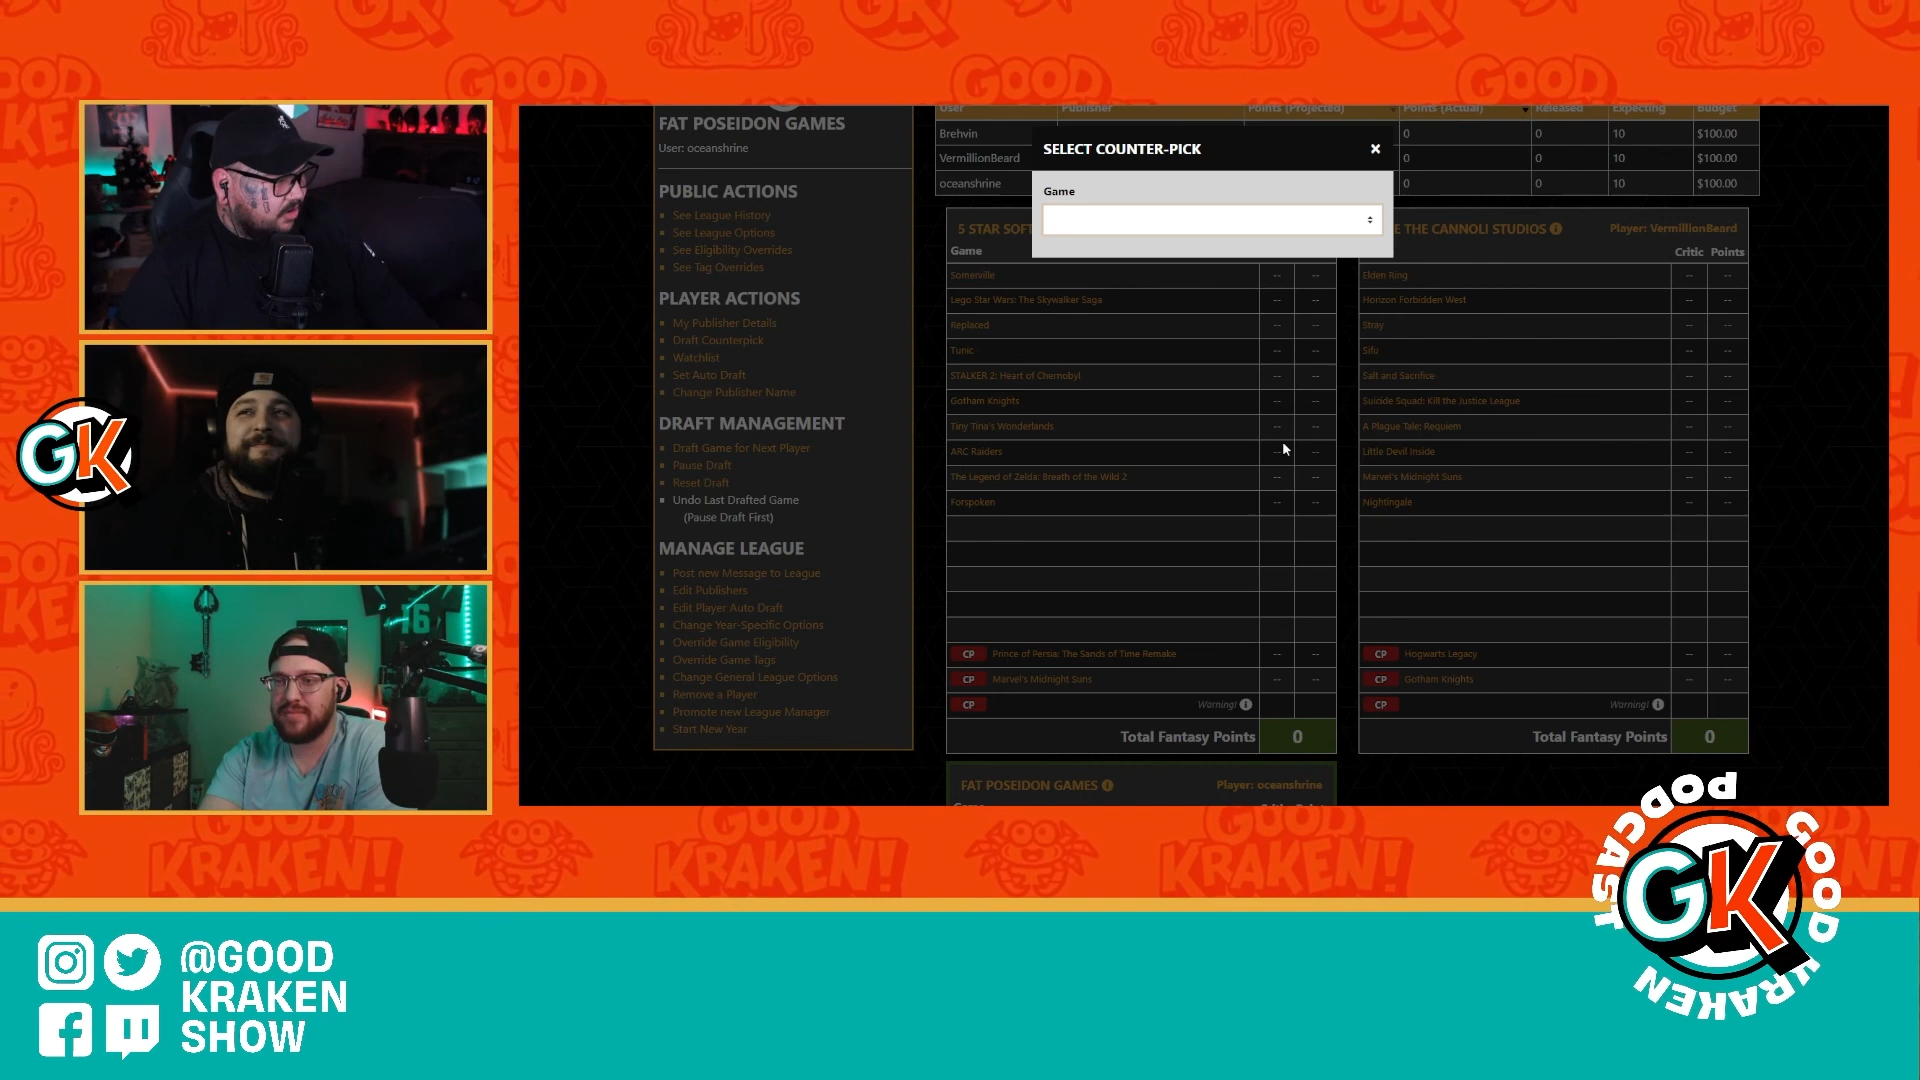 FAT POSEIDON GAMES
User: oceanshrine
PUBLIC ACTIONS
See League History
See League Options
See Eligibility Overrides
See Tag Overrides
PLAYER ACTIONS
My Publisher Details
Draft Counterpick
Watchlist
Set Auto Draft
Change Publisher Name
DRAFT MANAGEMENT
Draft Game for Next Player
Pause Draft
Reset Draft
Undo Last Drafted Game
(Pause Draft First)
MANAGE LEAGUE
Post new Message to League
Edit Publishers
Edit Player Auto Draft
Change Year-Specific Options
Override Game Eligibility
Override Game Tags
Change General League Options
Remove a Player
Promote new League Manager
Start New Year
User Publisher Points (Projected) Points (Actual) Released Expecting Budget
Brehvin 0 0 10 $100.00
VermillionBeard 0 0 10 $100.00
oceanshrine 0 0 10 $100.00
SELECT COUNTER-PICK ×
Game
5 STAR SOFT
Game
Somerville -- --
Lego Star Wars: The Skywalker Saga -- --
Replaced -- --
Tunic -- --
STALKER 2: Heart of Chernobyl -- --
Gotham Knights -- --
Tiny Tina's Wonderlands -- --
ARC Raiders -- --
The Legend of Zelda: Breath of the Wild 2 -- --
Forspoken -- --
CP Prince of Persia: The Sands of Time Remake -- --
CP Marvel's Midnight Suns -- --
CP Warning!
Total Fantasy Points 0
E THE CANNOLI STUDIOS Player: VermillionBeard
Critic Points
Elden Ring -- --
Horizon Forbidden West -- --
Stray -- --
Sifu -- --
Salt and Sacrifice -- --
Suicide Squad: Kill the Justice League -- --
A Plague Tale: Requiem -- --
Little Devil Inside -- --
Marvel's Midnight Suns -- --
Nightingale -- --
CP Hogwarts Legacy -- --
CP Gotham Knights -- --
CP Warning!
Total Fantasy Points 0
FAT POSEIDON GAMES Player: oceanshrine
GK
16
GOOD
KRAKEN!
GOOD
KRAKEN!
GOOD
KRAKEN!
@GOOD
KRAKEN
SHOW
GOOD KRAKEN PODCAST
GK